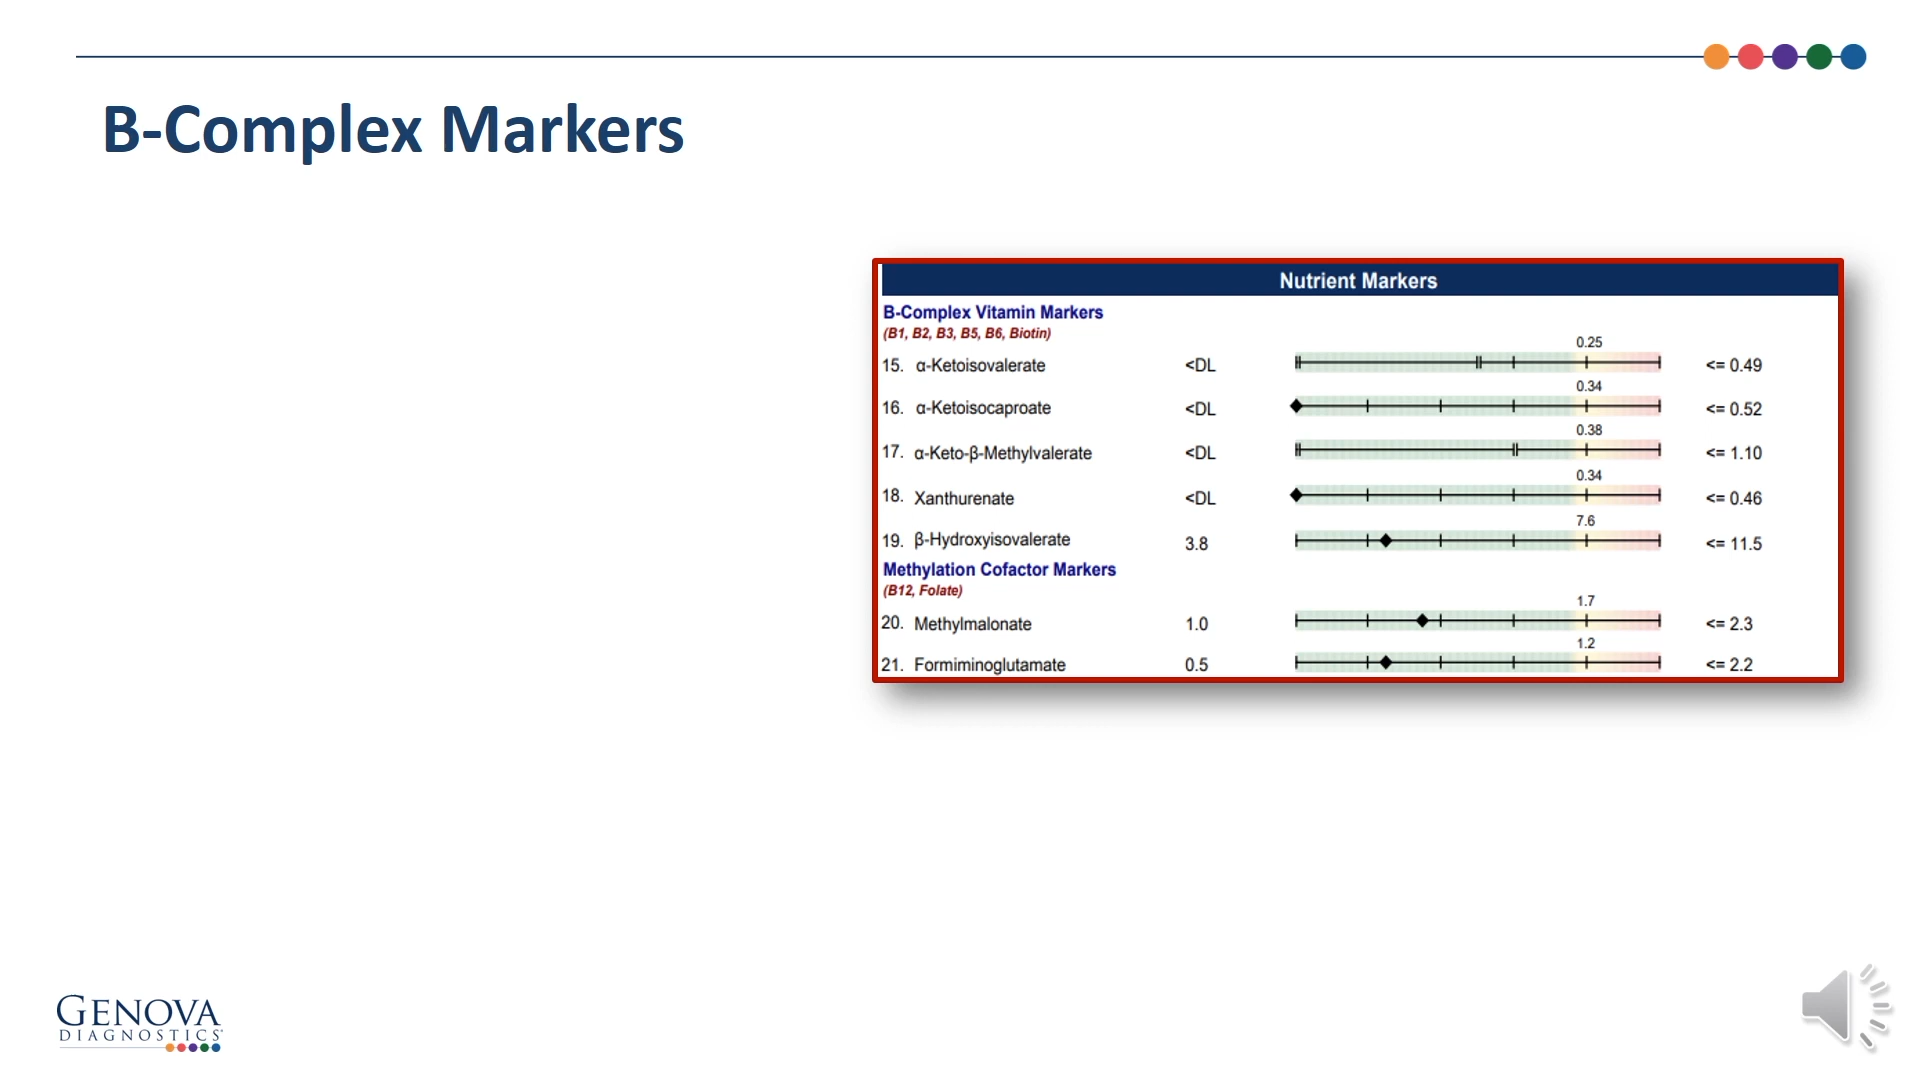 B-Complex Markers
Nutrient Markers
B-Complex Vitamin Markers
(B1, B2, B3, B5, B6, Biotin)
0.25
15. α-Ketoisovalerate <DL <= 0.49
0.34
16. α-Ketoisocaproate <DL <= 0.52
0.38
17. α-Keto-β-Methylvalerate <DL <= 1.10
0.34
18. Xanthurenate <DL <= 0.46
7.6
19. β-Hydroxyisovalerate 3.8 <= 11.5
Methylation Cofactor Markers
(B12, Folate)
1.7
20. Methylmalonate 1.0 <= 2.3
1.2
21. Formiminoglutamate 0.5 <= 2.2
GENOVA
DIAGNOSTICS